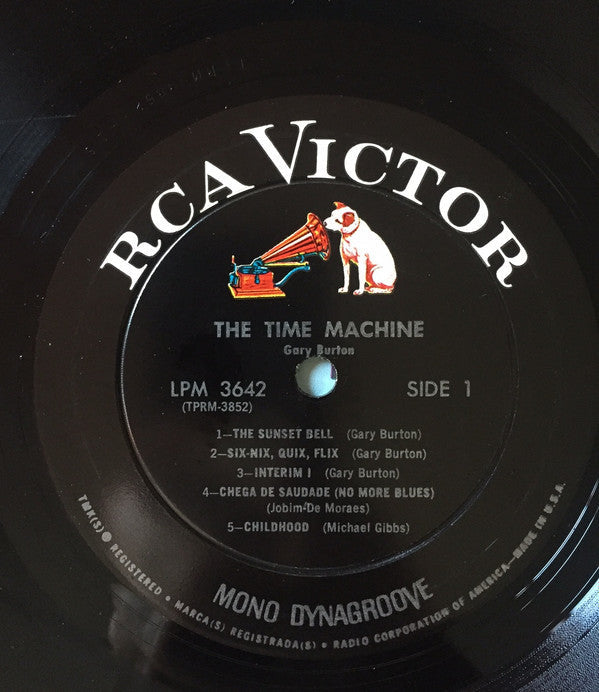 RCA VICTOR
THE TIME MACHINE
Gary Burton
LPM 3642 SIDE 1
(TPRM-3852)
1—THE SUNSET BELL (Gary Burton)
2—SIX-NIX, QUIX, FLIX (Gary Burton)
3—INTERIM I (Gary Burton)
4—CHEGA DE SAUDADE (NO MORE BLUES)
(Jobim-De Moraes)
5—CHILDHOOD (Michael Gibbs)
MONO DYNAGROOVE
TMK(S) ® REGISTERED • MARCA(S) REGISTRADA(S) • RADIO CORPORATION OF AMERICA—MADE IN U.S.A.